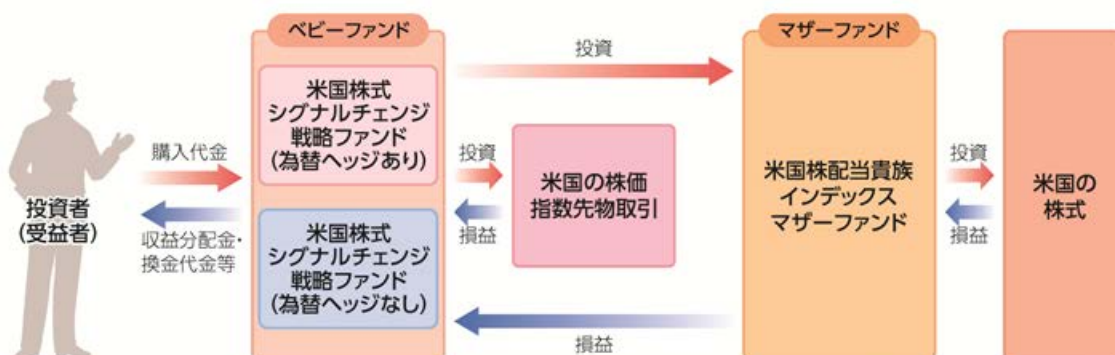 ベビーファンド
マザーファンド
投資
米国株式
シグナルチェンジ
戦略ファンド
(為替ヘッジあり)
購入代金
投資者
(受益者)
収益分配金・
換金代金等
米国株式
シグナルチェンジ
戦略ファンド
(為替ヘッジなし)
投資
損益
米国の株価
指数先物取引
米国株配当貴族
インデックス
マザーファンド
投資
損益
米国の
株式
損益